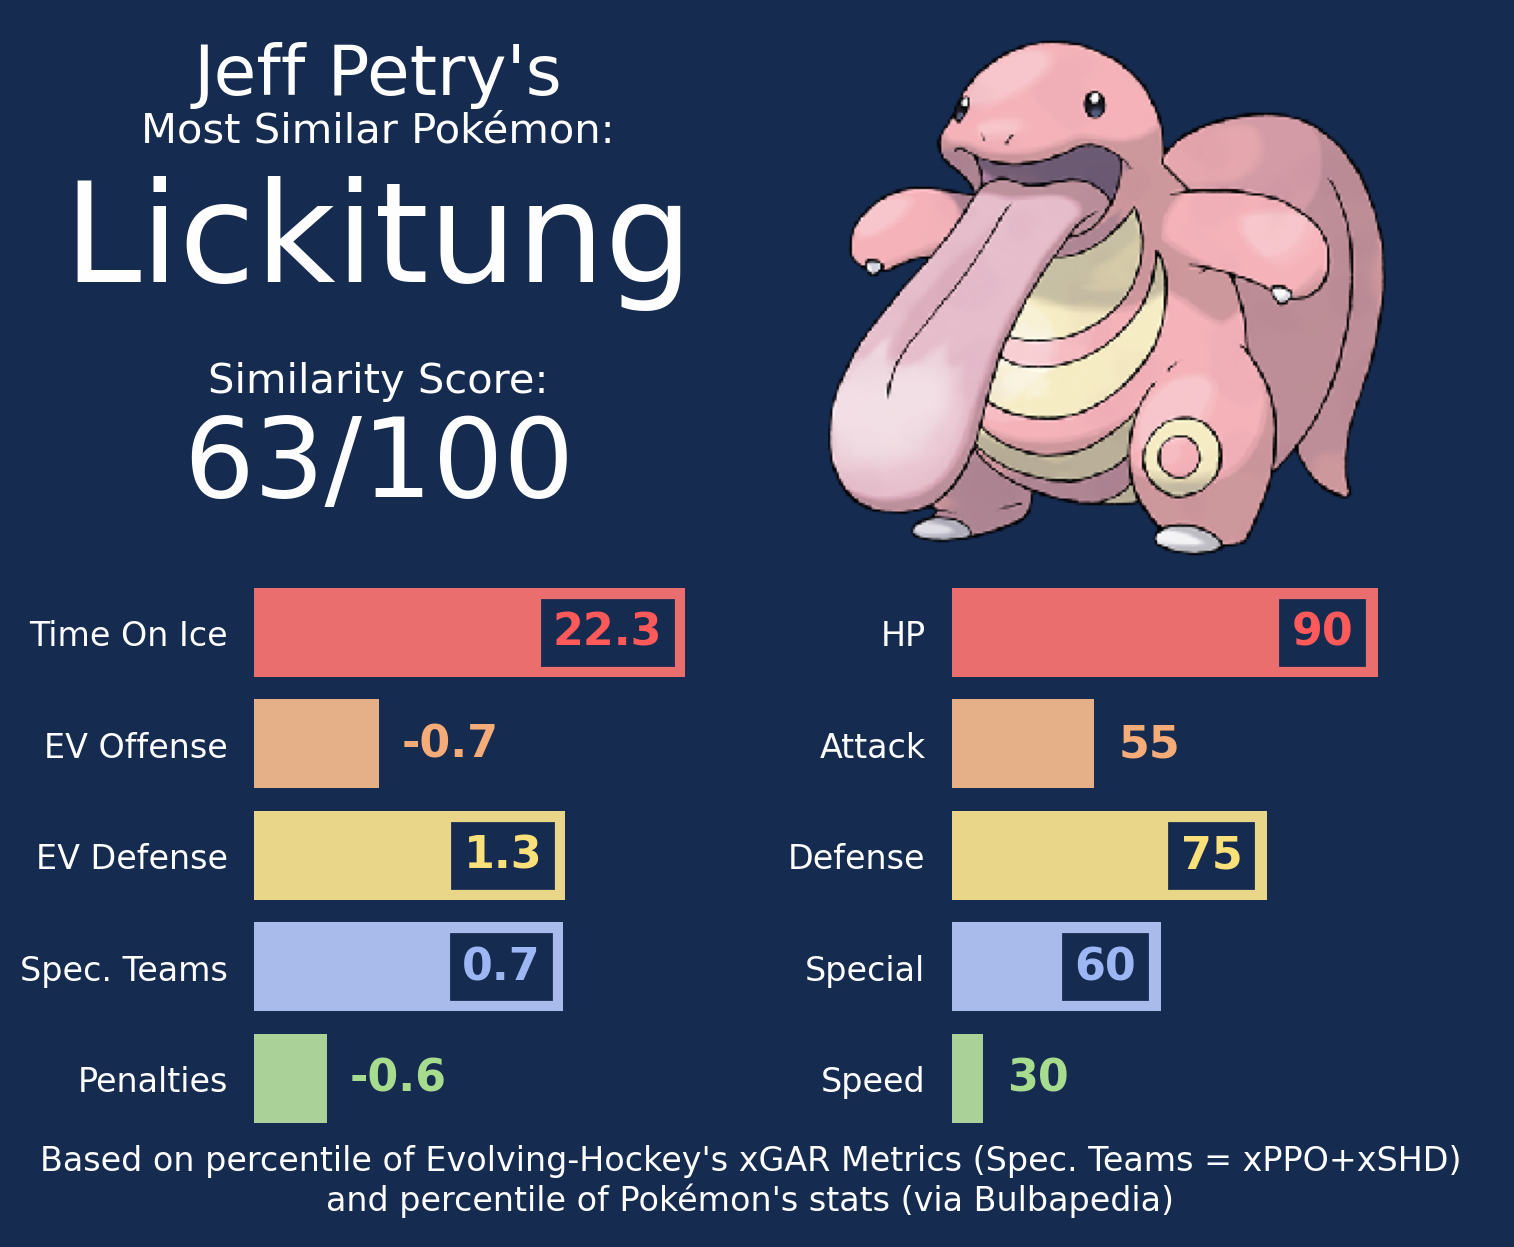 Jeff Petry's
Most Similar Pokémon:
Lickitung
Similarity Score:
63/100
Time On Ice 22.3
EV Offense -0.7
EV Defense 1.3
Spec. Teams 0.7
Penalties -0.6
HP 90
Attack 55
Defense 75
Special 60
Speed 30
Based on percentile of Evolving-Hockey's xGAR Metrics (Spec. Teams = xPPO+xSHD)
and percentile of Pokémon's stats (via Bulbapedia)